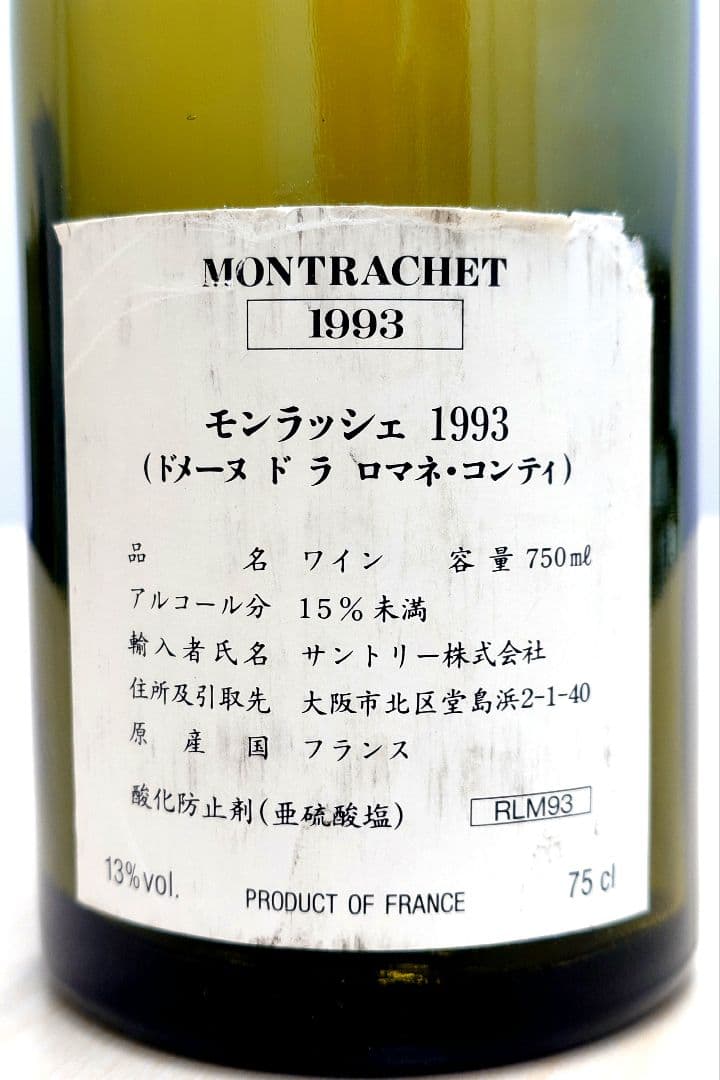 MONTRACHET
1993
モンラッシェ 1993
(ドメーヌ ド ラ ロマネ・コンティ)
品名 ワイン 容量 750mℓ
アルコール分 15%未満
輸入者氏名 サントリー株式会社
住所及引取先 大阪市北区堂島浜2-1-40
原産国 フランス
酸化防止剤(亜硫酸塩) RLM93
13%vol. PRODUCT OF FRANCE 75 cl